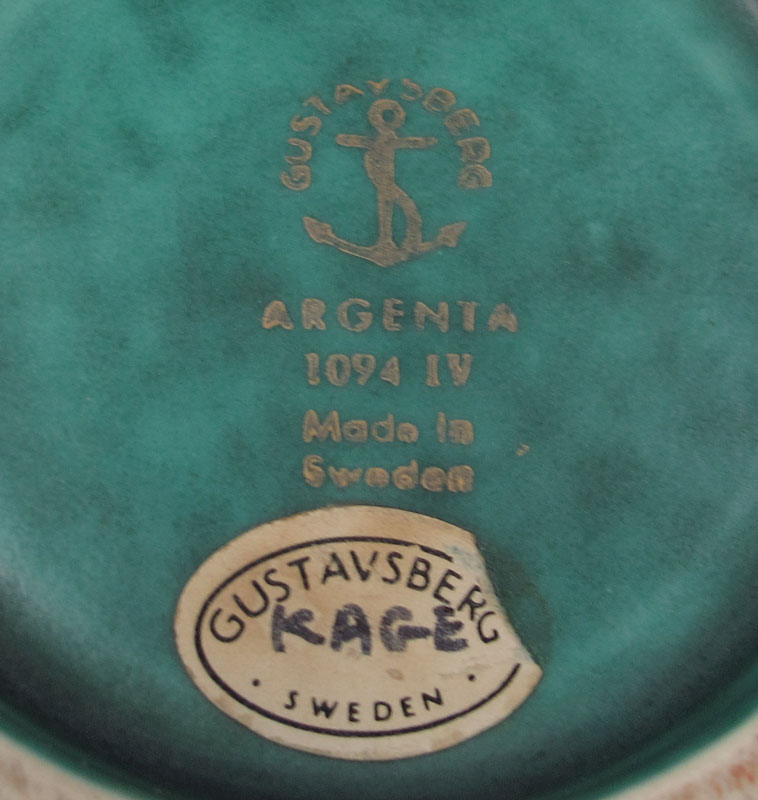 GUSTAVSBERG
ARGENTA
1094 IV
Made in
Sweden
GUSTAVSBERG
KAGE
· SWEDEN ·